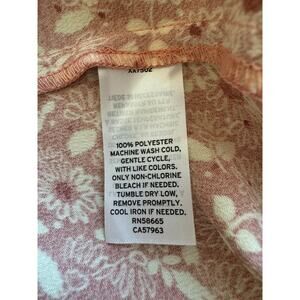 XX7502
100% POLYESTER
MACHINE WASH COLD,
GENTLE CYCLE,
WITH LIKE COLORS.
ONLY NON-CHLORINE
BLEACH IF NEEDED.
TUMBLE DRY LOW,
REMOVE PROMPTLY.
COOL IRON IF NEEDED.
RN58665
CA57963